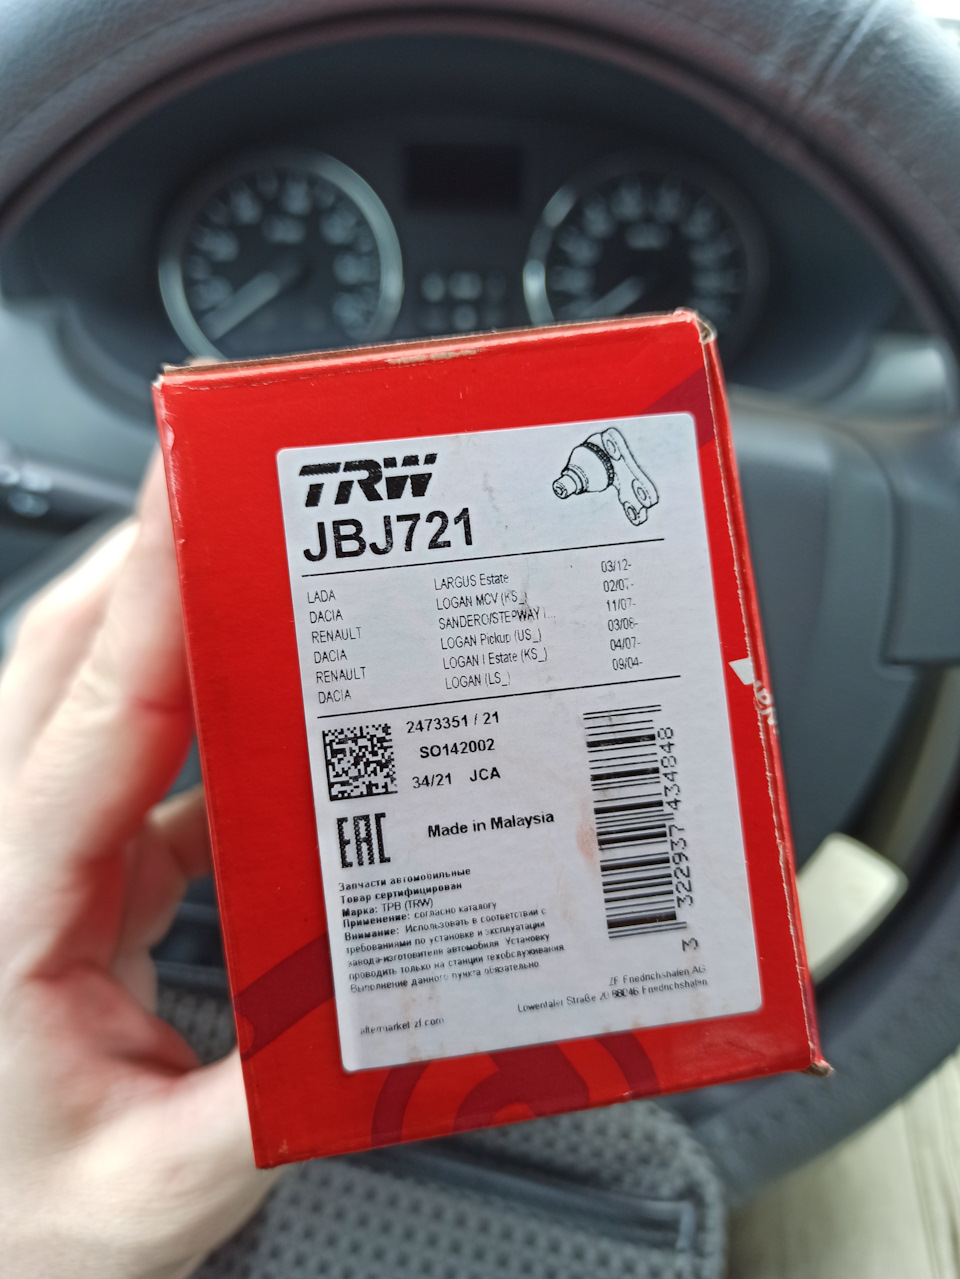 TRW
JBJ721
LADA LARGUS Estate 03/12-
DACIA LOGAN MCV (KS_) 02/07-
RENAULT SANDERO/STEPWAY I... 11/07-
DACIA LOGAN Pickup (US_) 03/08-
RENAULT LOGAN I Estate (KS_) 04/07-
DACIA LOGAN (LS_) 09/04-
2473351 / 21
SO142002
34/21 JCA
EAC
Made in Malaysia
3 322937 434848
Запчасти автомобильные
Товар сертифицирован
Марка: ТРВ (TRW)
Применение: согласно каталогу
Внимание: Использовать в соответствии с
требованиями по установке и эксплуатации
завода-изготовителя автомобиля Установку
проводить только на станции техобслуживания.
Выполнение данного пункта обязательно
ZF Friedrichshafen AG
Löwentaler Straße 20 88046 Friedrichshafen
aftermarket.zf.com